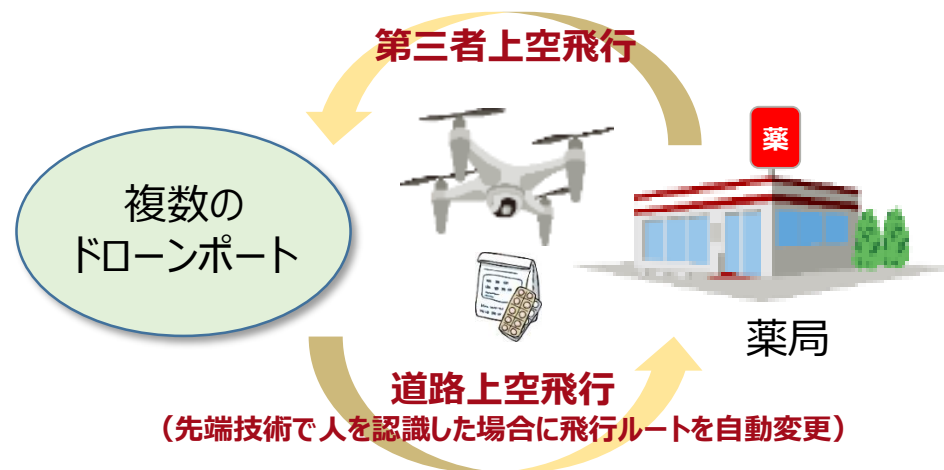 第三者上空飛行
薬
複数の
ドローンポート
薬局
道路上空飛行
（先端技術で人を認識した場合に飛行ルートを自動変更）